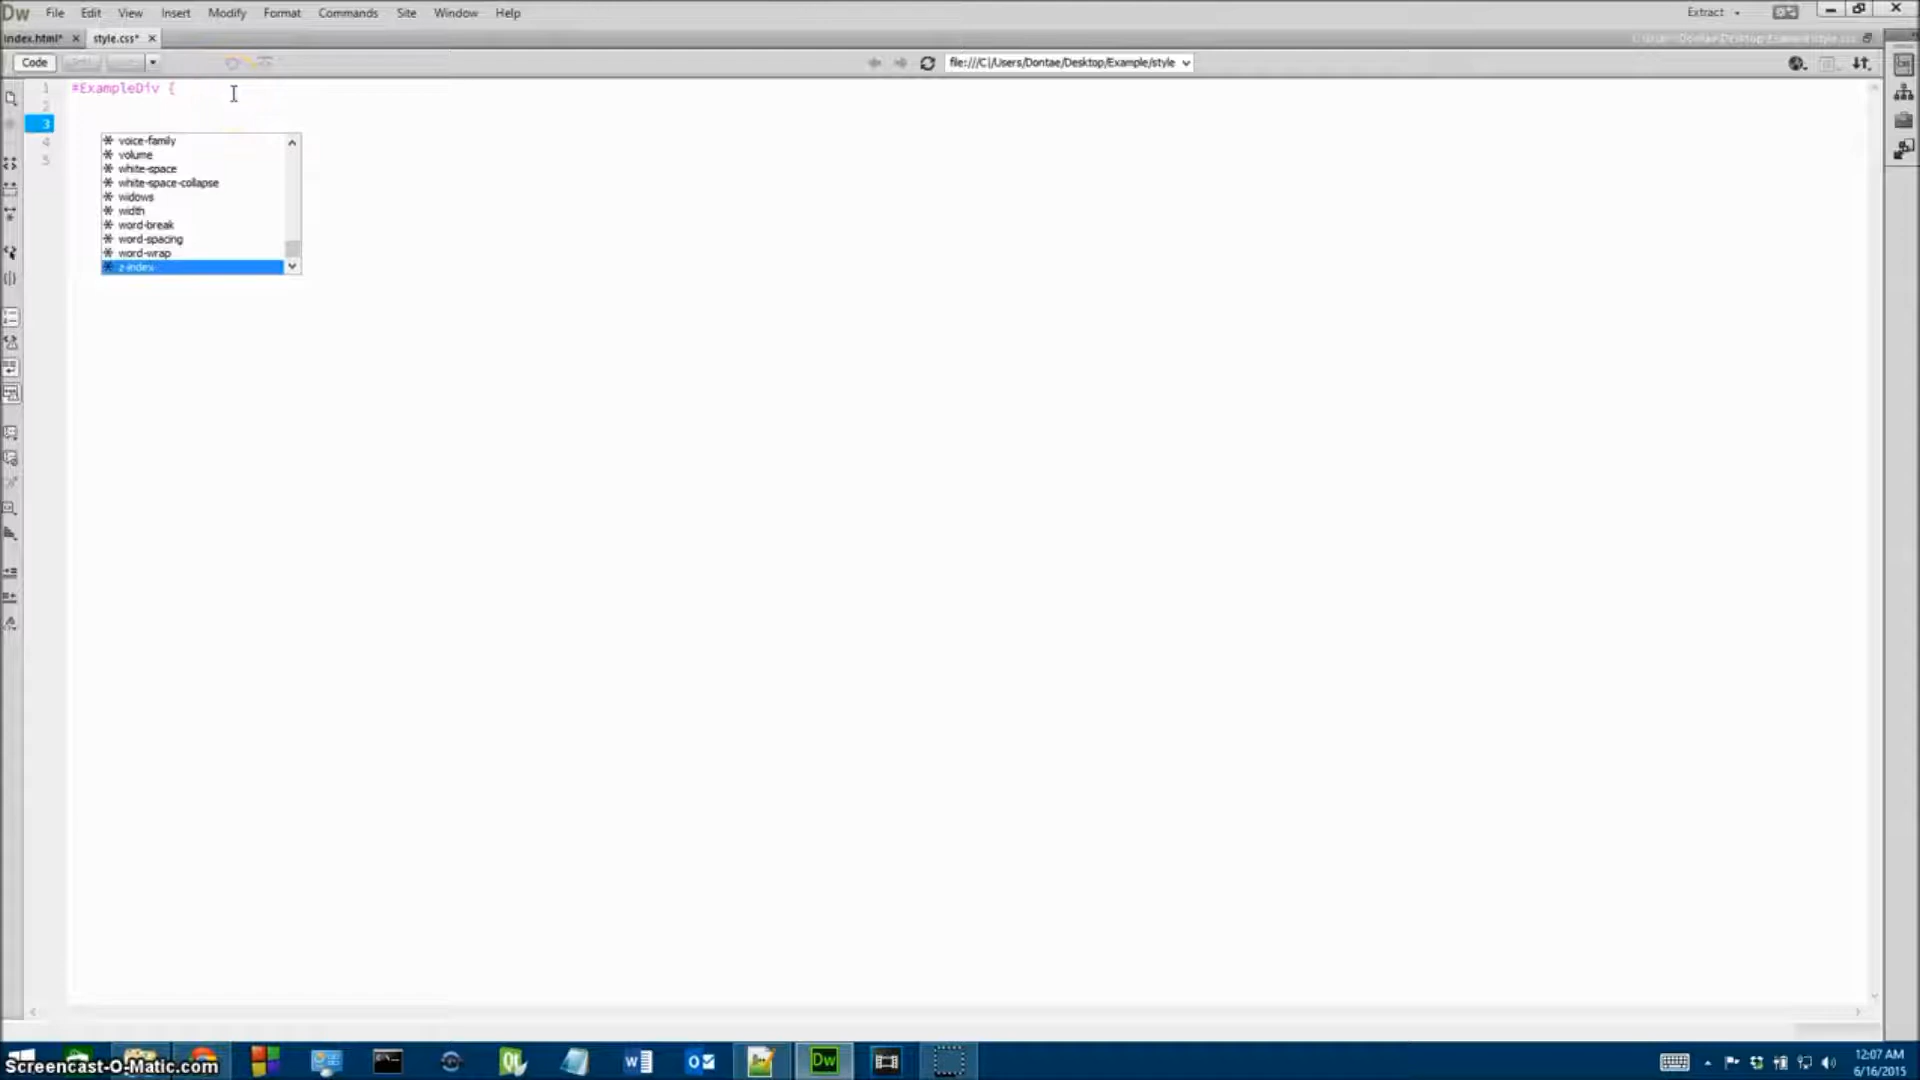 Dw File Edit View Insert Modify Format Commands Site Window Help Extract
index.html* × style.css* ×
Code file:///C|/Users/Dontae/Desktop/Example/style
1 #ExampleDiv {
2
3
4
5
voice-family
volume
white-space
white-space-collapse
widows
width
word-break
word-spacing
word-wrap
z-index
Screencast-O-Matic.com
Dw
12:07 AM
6/16/2015